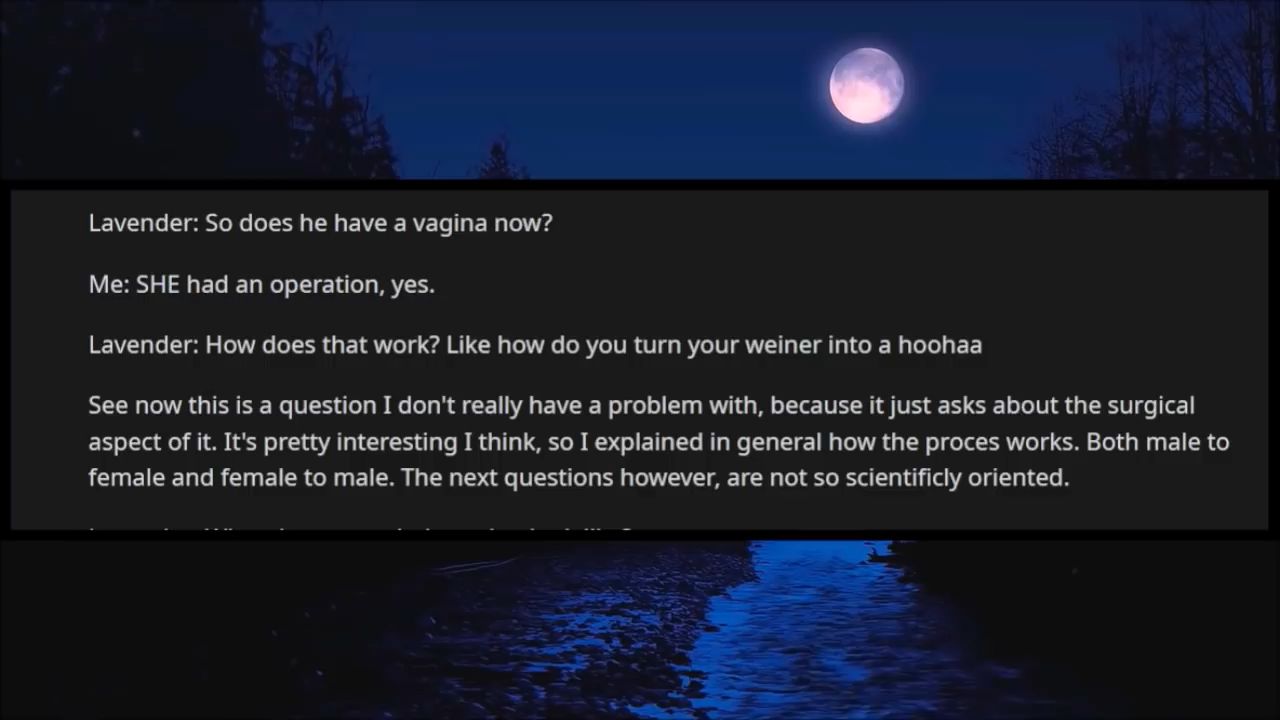 Lavender: So does he have a vagina now?
Me: SHE had an operation, yes.
Lavender: How does that work? Like how do you turn your weiner into a hoohaa
See now this is a question I don't really have a problem with, because it just asks about the surgical
aspect of it. It's pretty interesting I think, so I explained in general how the proces works. Both male to
female and female to male. The next questions however, are not so scientificly oriented.